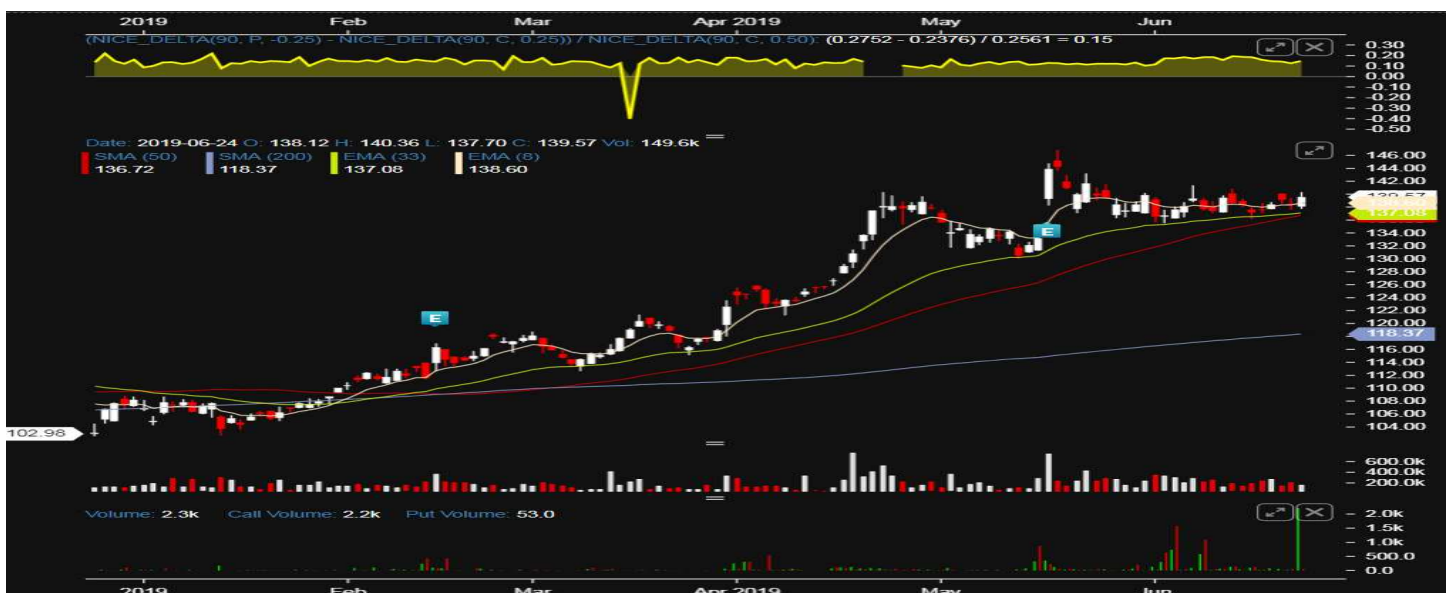 2019 Feb Mar Apr 2019 May Jun
(NICE_DELTA(90, P, -0.25) - NICE_DELTA(90, C, 0.25)) / NICE_DELTA(90, C, 0.50): (0.2752 - 0.2376) / 0.2561 = 0.15
0.30
0.20
0.10
0.00
-0.10
-0.20
-0.30
-0.40
-0.50
Date: 2019-06-24 O: 138.12 H: 140.36 L: 137.70 C: 139.57 Vol: 149.6k
SMA (50) SMA (200) EMA (33) EMA (8)
136.72 118.37 137.08 138.60
146.00
144.00
142.00
139.57
138.60
137.08
134.00
132.00
130.00
128.00
126.00
124.00
122.00
120.00
118.37
116.00
114.00
112.00
110.00
108.00
106.00
104.00
E
E
102.98
600.0k
400.0k
200.0k
Volume: 2.3k Call Volume: 2.2k Put Volume: 53.0
2.0k
1.5k
1.0k
500.0
0.0
2019 Feb Mar Apr 2019 May Jun